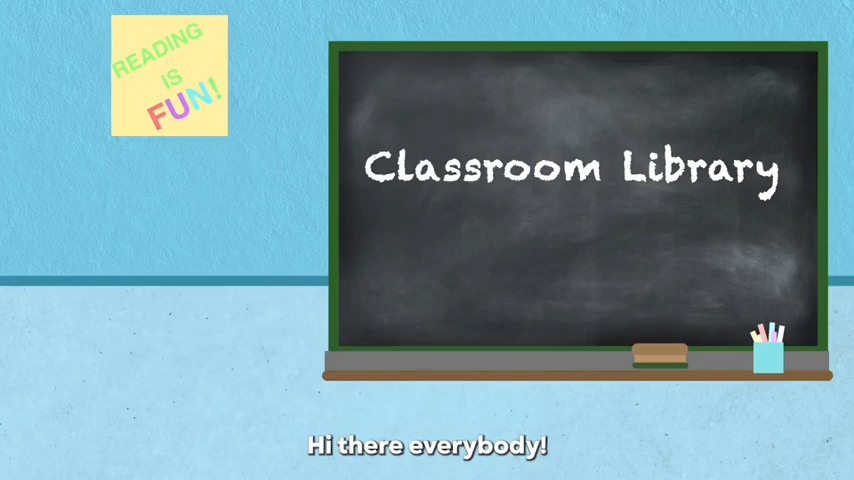 READING
IS
FUN!
Classroom Library
Hi there everybody!